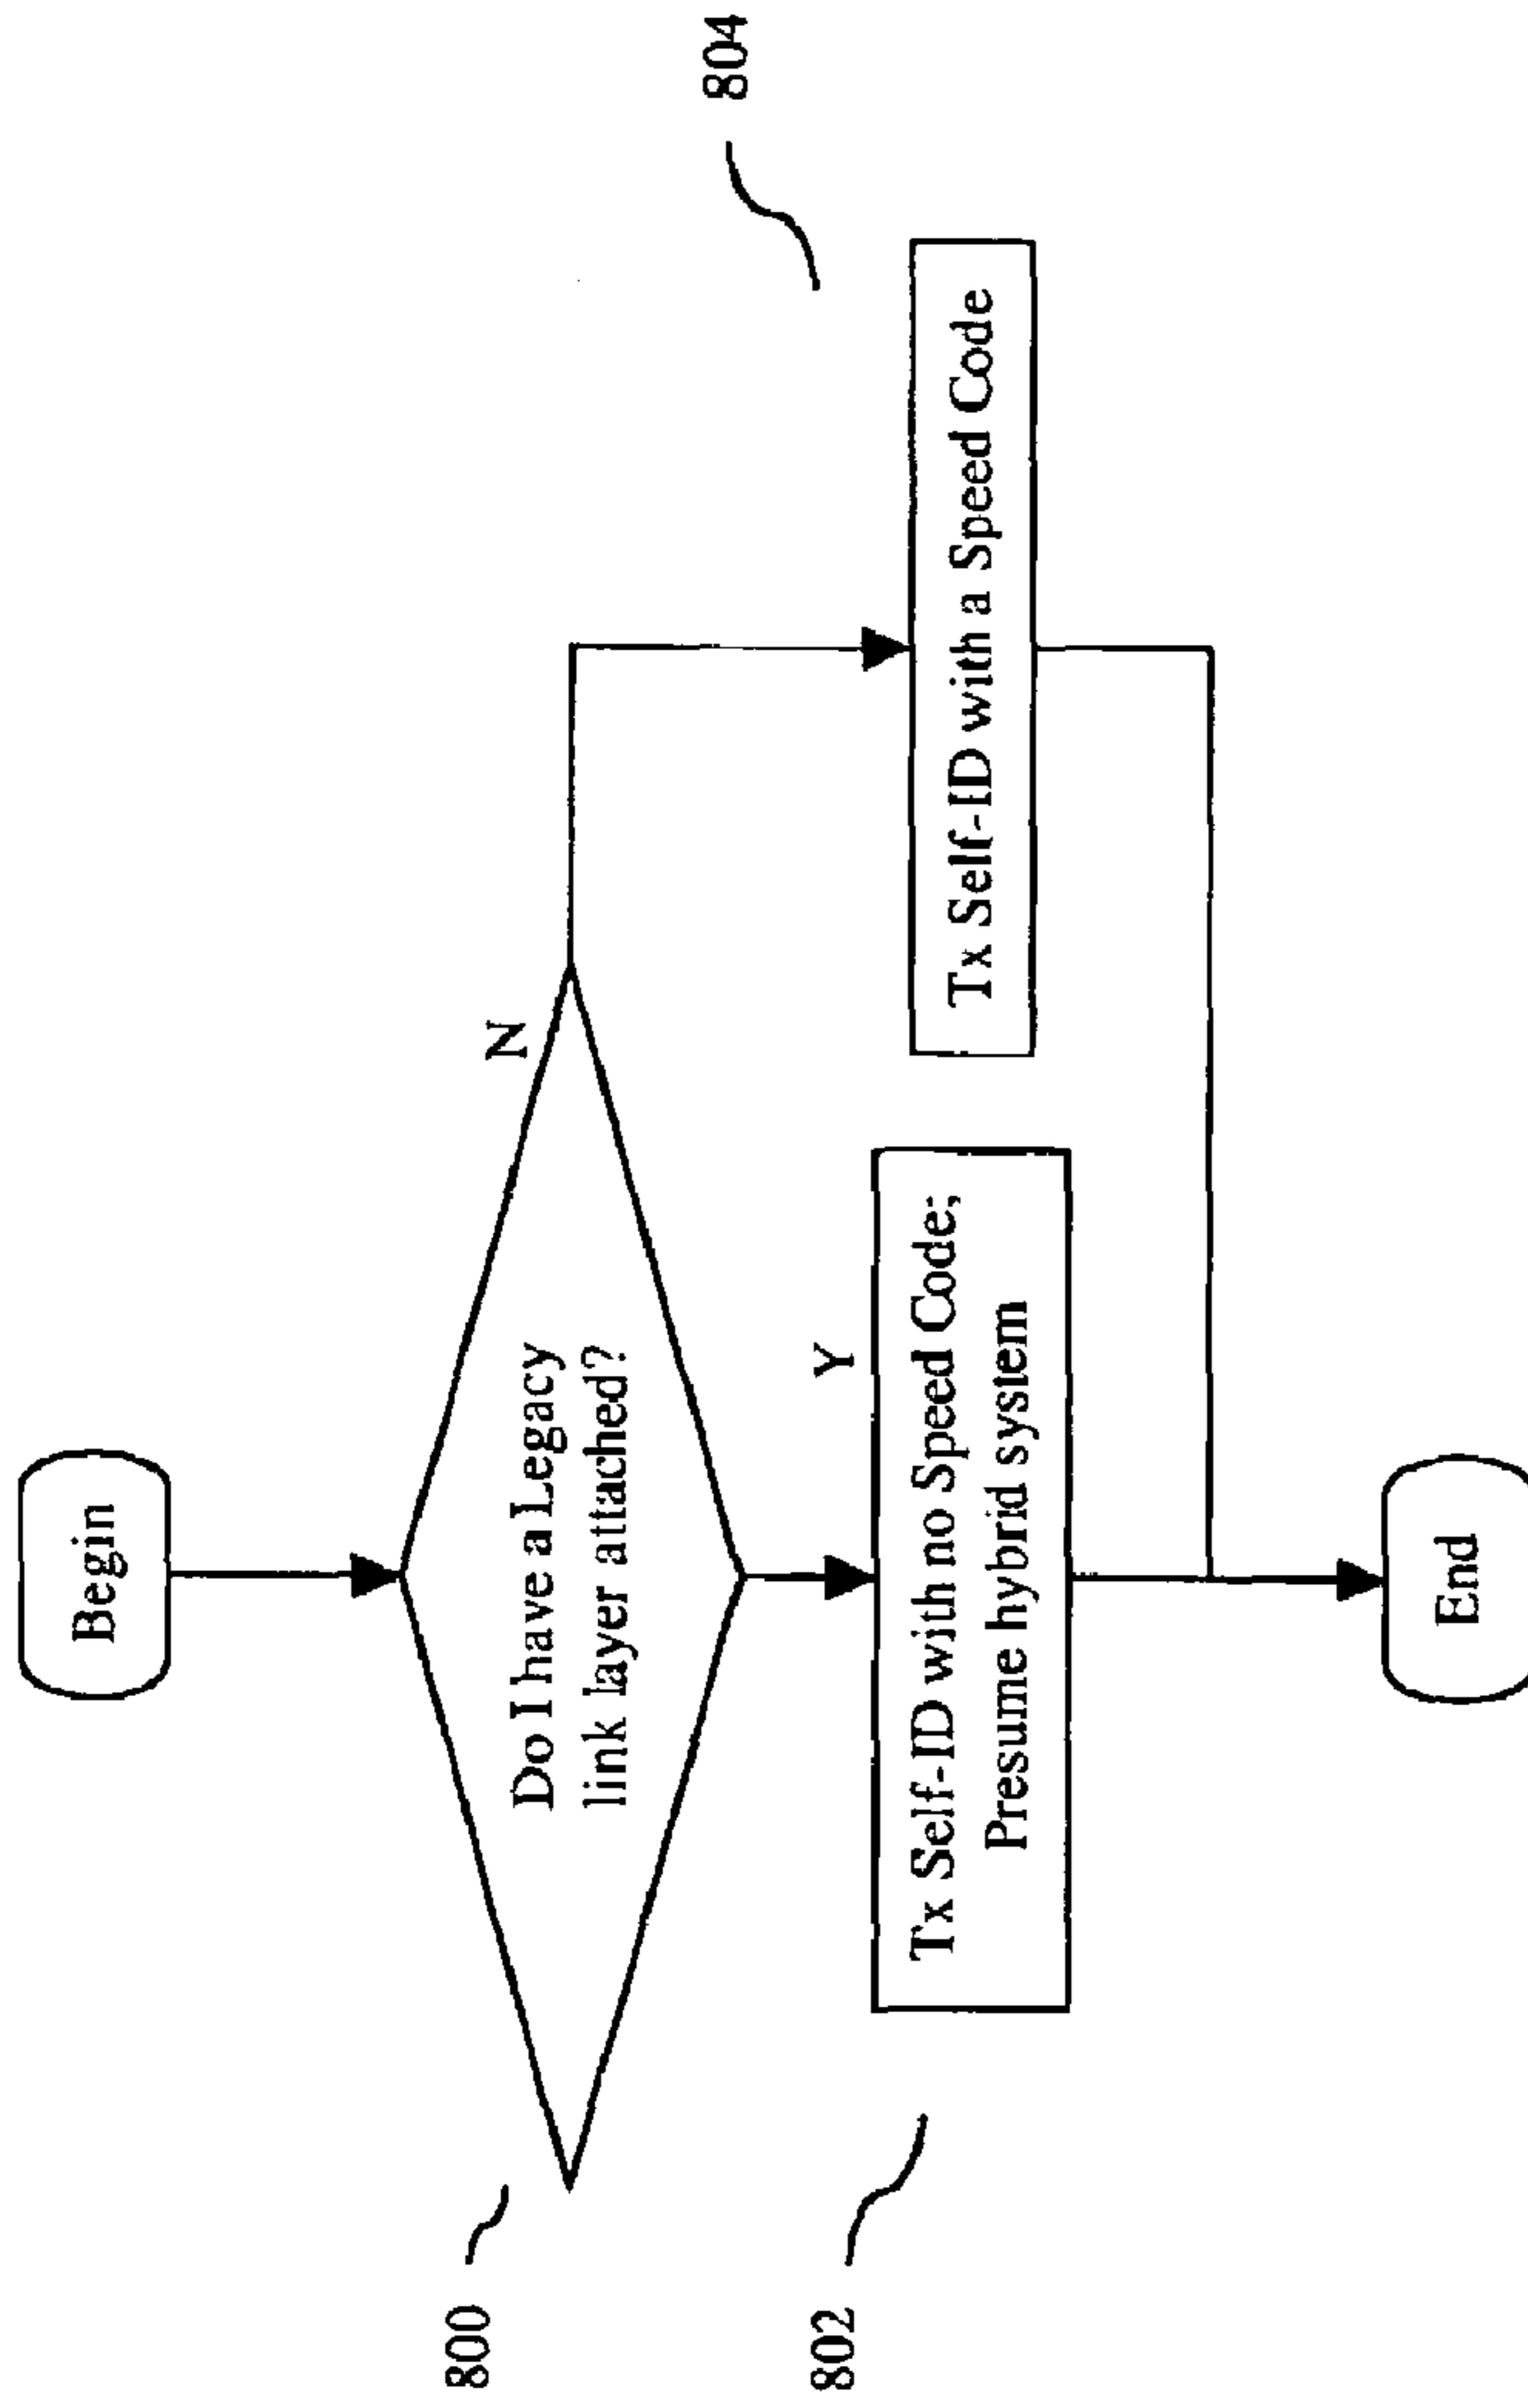 Begin
800
Do I have a Legacy
link layer attached?
N
Y
802
Tx Self-ID with no Speed Code;
Presume hybrid system
804
Tx Self-ID with a Speed Code
End